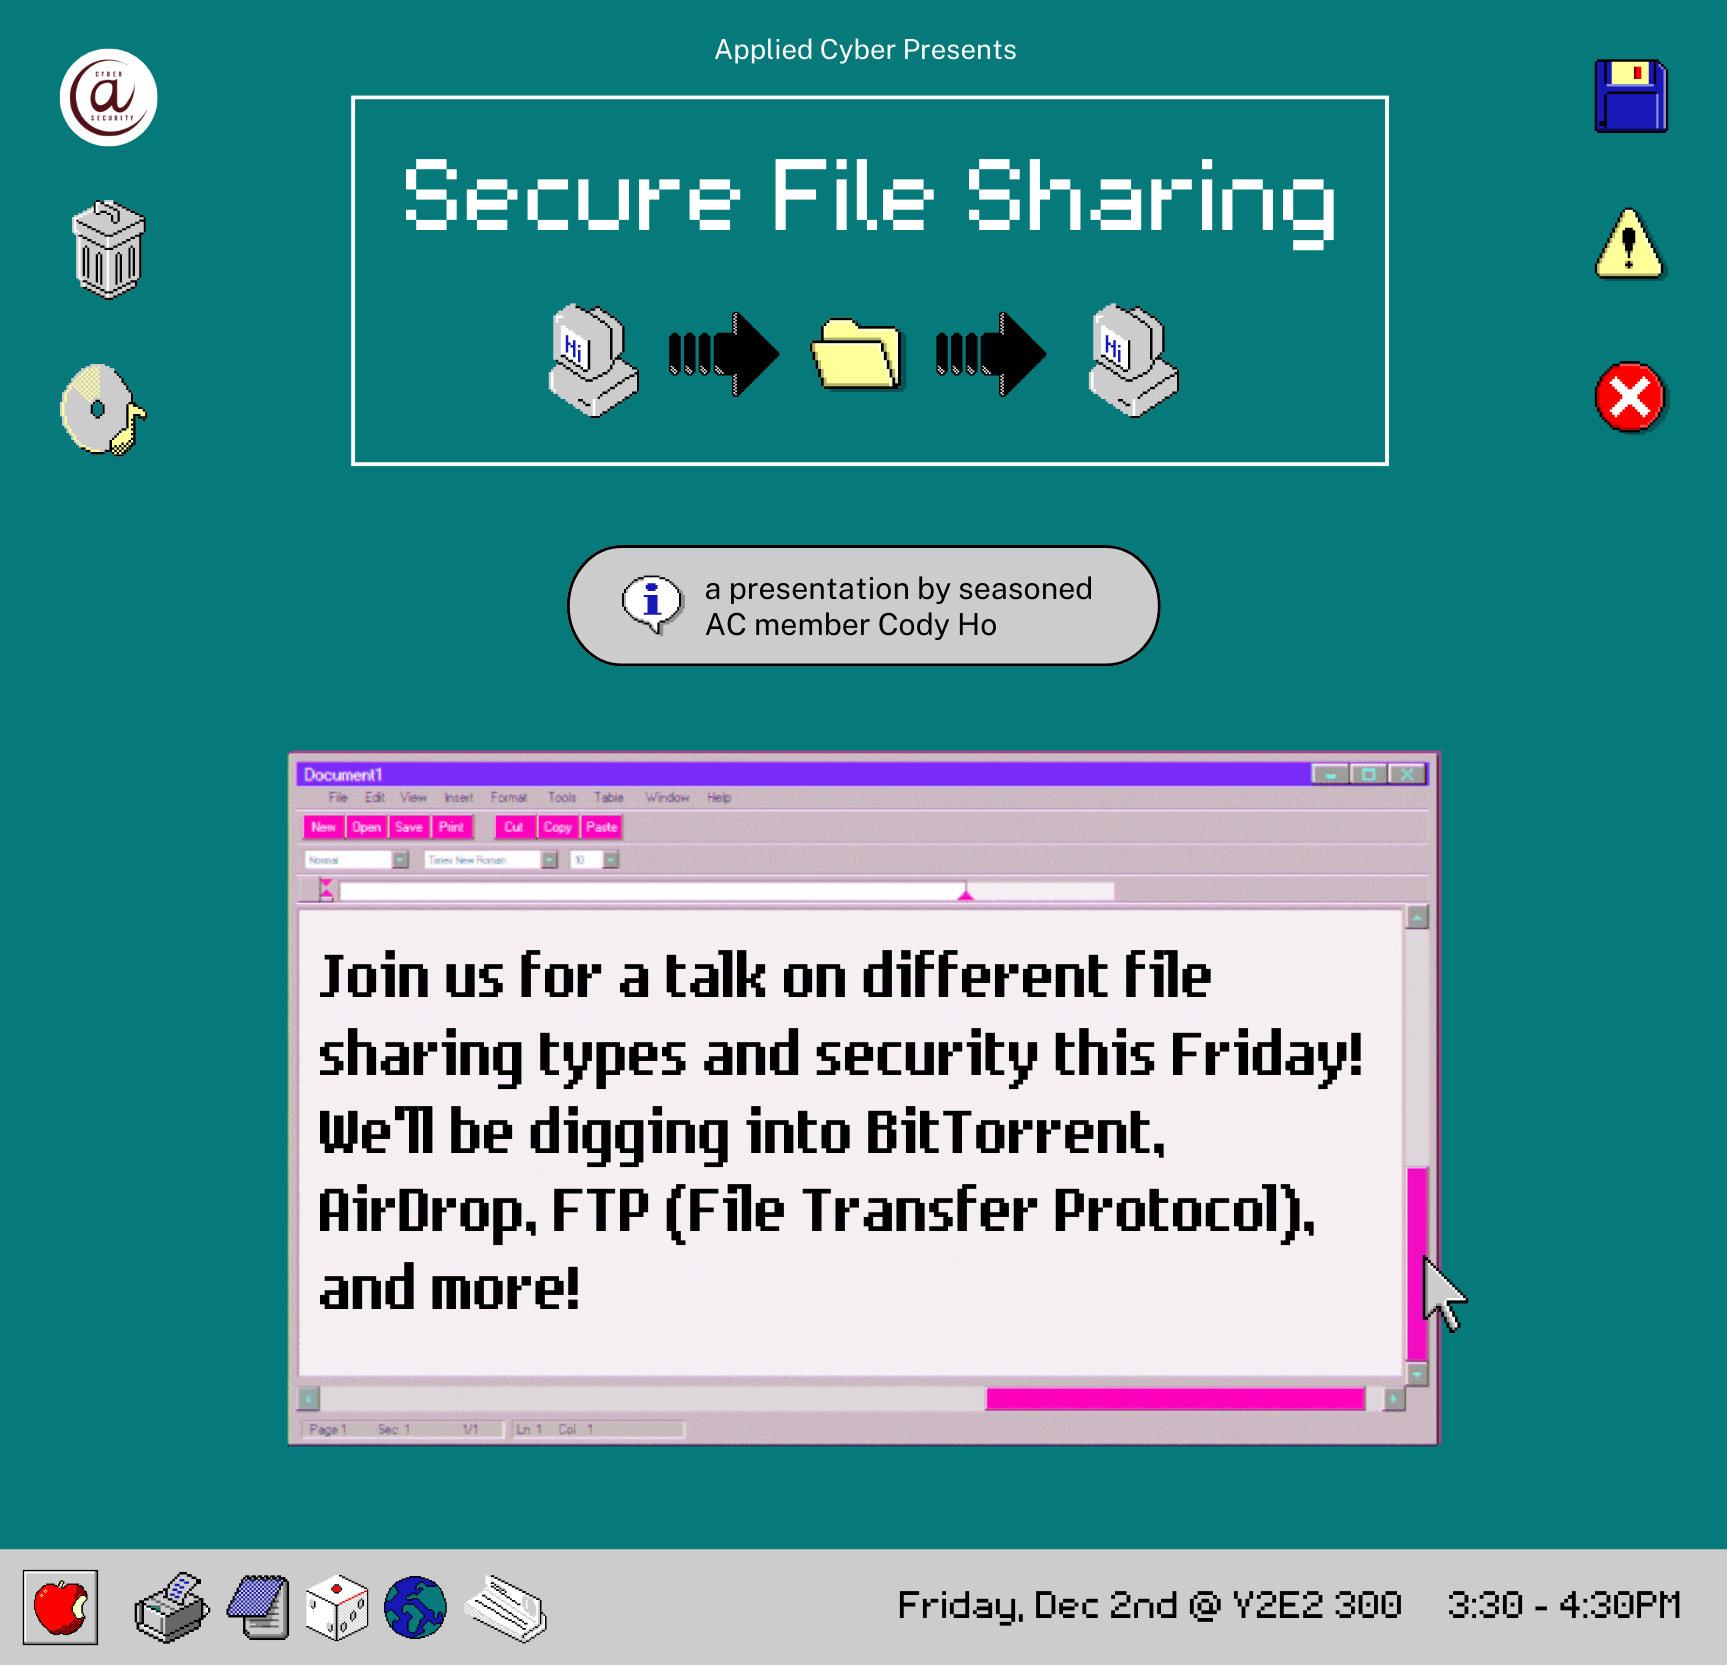 Applied Cyber Presents
CYBER
a
SECURITY
Secure File Sharing
Hi
Hi
a presentation by seasoned
AC member Cody Ho
Document1
File Edit View Insert Format Tools Table Window Help
New Open Save Print Cut Copy Paste
Normal Times New Roman 10
Join us for a talk on different file
sharing types and security this Friday!
We'll be digging into BitTorrent,
AirDrop, FTP (File Transfer Protocol),
and more!
Page 1 Sec 1 1/1 Ln 1 Col 1
Friday, Dec 2nd @ Y2E2 300 3:30 - 4:30PM